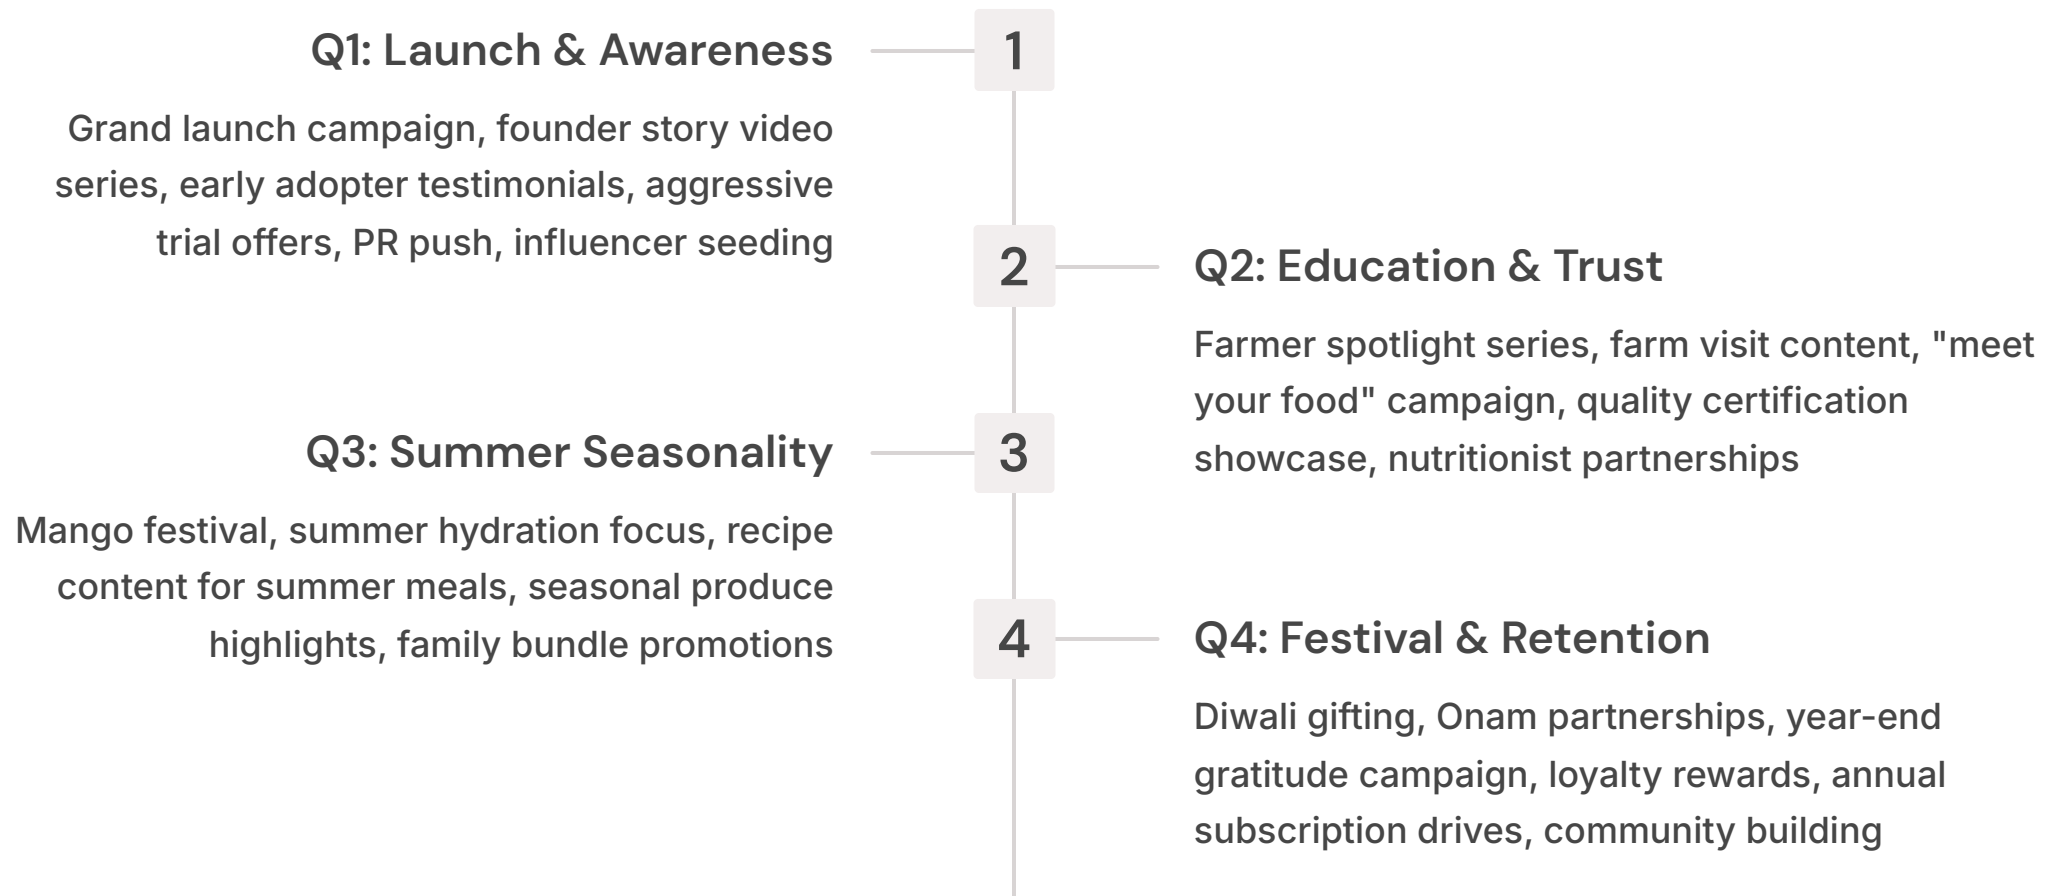 1
Q1: Launch & Awareness
Grand launch campaign, founder story video
series, early adopter testimonials, aggressive
trial offers, PR push, influencer seeding
2
Q2: Education & Trust
Farmer spotlight series, farm visit content, "meet
your food" campaign, quality certification
showcase, nutritionist partnerships
3
Q3: Summer Seasonality
Mango festival, summer hydration focus, recipe
content for summer meals, seasonal produce
highlights, family bundle promotions
4
Q4: Festival & Retention
Diwali gifting, Onam partnerships, year-end
gratitude campaign, loyalty rewards, annual
subscription drives, community building